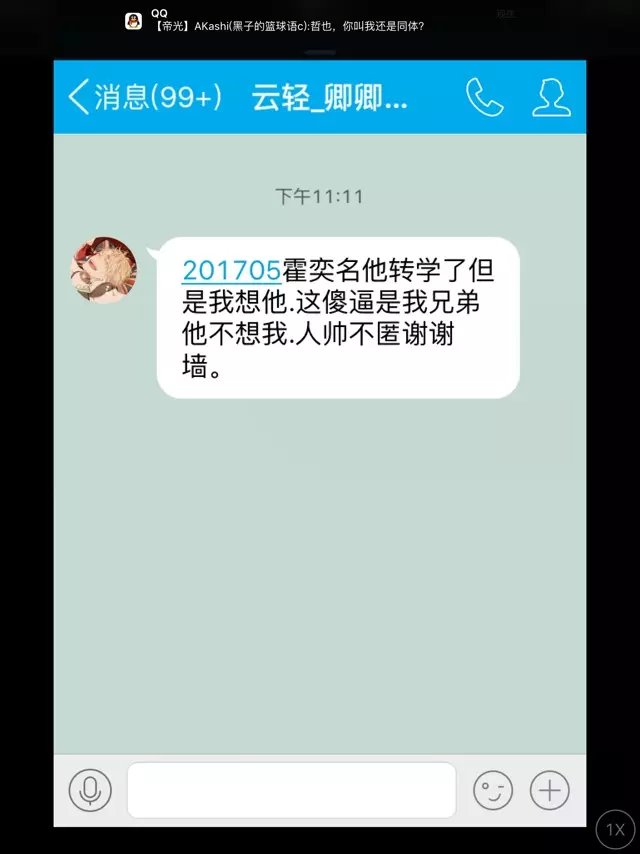 QQ
现在
【帝光】AKashi(黑子的篮球语c):哲也，你叫我还是同体?
消息(99+)
云轻_卿卿...
下午11:11
201705霍奕名他转学了但
是我想他.这傻逼是我兄弟
他不想我.人帅不匿谢谢
墙。
1X